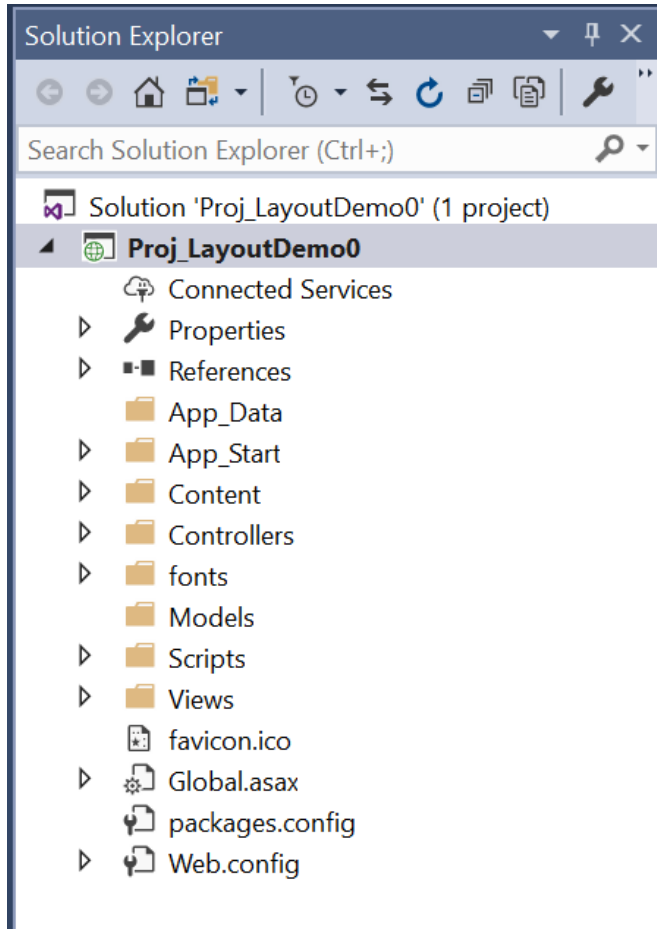 Solution Explorer
Search Solution Explorer (Ctrl+;)
Solution 'Proj_LayoutDemo0' (1 project)
Proj_LayoutDemo0
Connected Services
Properties
References
App_Data
App_Start
Content
Controllers
fonts
Models
Scripts
Views
favicon.ico
Global.asax
packages.config
Web.config